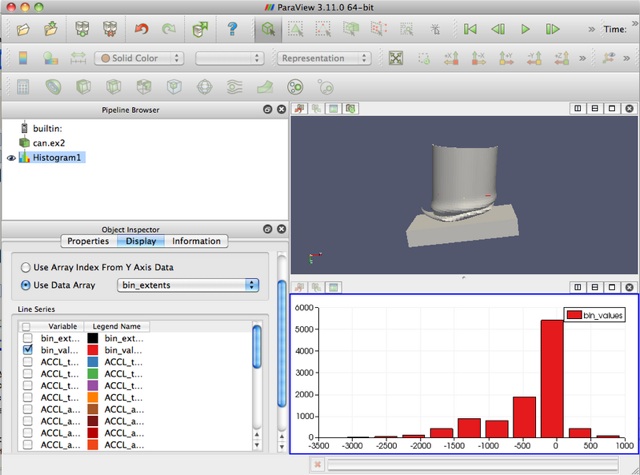 ParaView 3.11.0 64-bit
Time:
Solid Color
Representation
+X -X +Y -Y +Z
Pipeline Browser
builtin:
can.ex2
Histogram1
Object Inspector
Properties Display Information
Use Array Index From Y Axis Data
Use Data Array bin_extents
Line Series
Variable Legend Name
bin_ext... bin_ext...
bin_val... bin_val...
ACCL_t... ACCL_t...
ACCL_t... ACCL_t...
ACCL_t... ACCL_t...
ACCL_t... ACCL_t...
ACCL_a... ACCL_a...
ACCL_a... ACCL_a...
ACCL_a... ACCL_a...
ACCL_a... ACCL_a...
bin_values
6000
5000
4000
3000
2000
1000
0
-3500 -3000 -2500 -2000 -1500 -1000 -500 0 500 1000